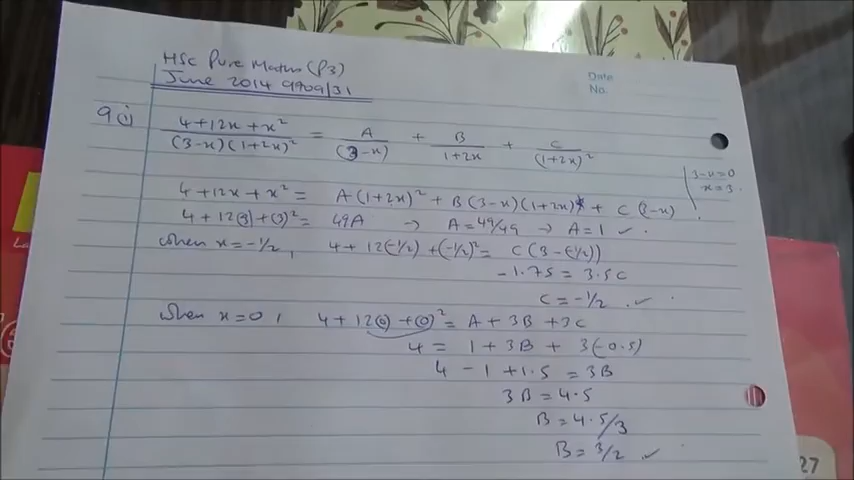 HSC Pure Maths (P3)
June 2014 9709/31
Date
No.
9(i) (4+12x+x²)/((3-x)(1+2x)²) = A/(3-x) + B/(1+2x) + C/(1+2x)²
3-x=0
x=3.
4+12x+x² = A(1+2x)² + B(3-x)(1+2x) + C(3-x)
4+12(3)+(3)² = 49A → A=49/49 → A=1 ✓.
when x=-1/2, 4+12(-1/2)+(-1/2)² = C(3-(-1/2))
-1.75 = 3.5C
C=-1/2 ✓
when x=0, 4+12(0)+(0)² = A+3B+3C
4 = 1+3B+3(-0.5)
4-1+1.5 = 3B
3B=4.5
B=4.5/3
B=3/2 ✓
27